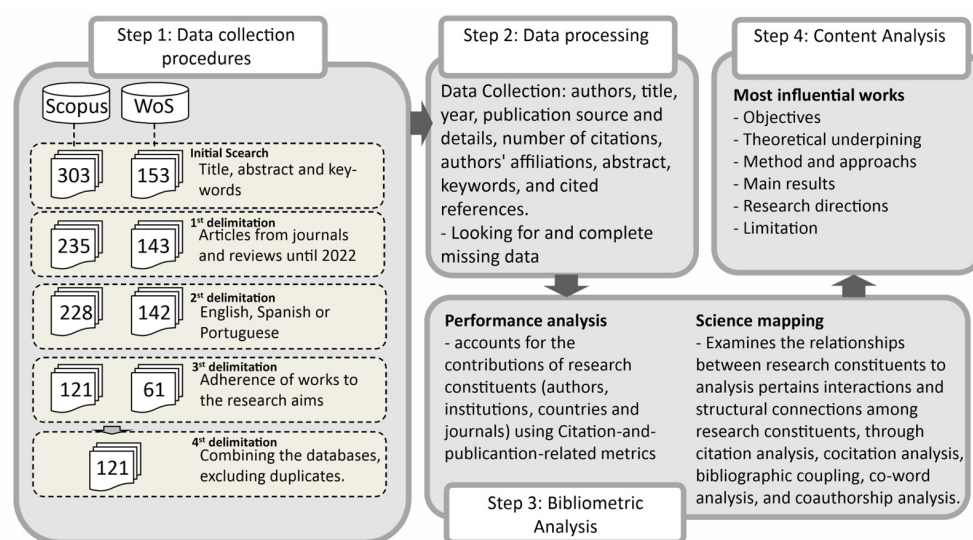 Step 1: Data collection
procedures
Scopus
WoS
303
153
Initial Scearch
Title, abstract and key-
words
235
143
1st delimitation
Articles from journals
and reviews until 2022
228
142
2st delimitation
English, Spanish or
Portuguese
121
61
3st delimitation
Adherence of works to
the research aims
121
4st delimitation
Combining the databases,
excluding duplicates.
Step 2: Data processing
Data Collection: authors, title,
year, publication source and
details, number of citations,
authors' affiliations, abstract,
keywords, and cited
references.
- Looking for and complete
missing data
Performance analysis
- accounts for the
contributions of research
constituents (authors,
institutions, countries and
journals) using Citation-and-
publicantion-related metrics
Science mapping
- Examines the relationships
between research constituents to
analysis pertains interactions and
structural connections among
research constituents, through
citation analysis, cocitation analysis,
bibliographic coupling, co-word
analysis, and coauthorship analysis.
Step 3: Bibliometric
Analysis
Step 4: Content Analysis
Most influential works
- Objectives
- Theoretical underpining
- Method and approachs
- Main results
- Research directions
- Limitation